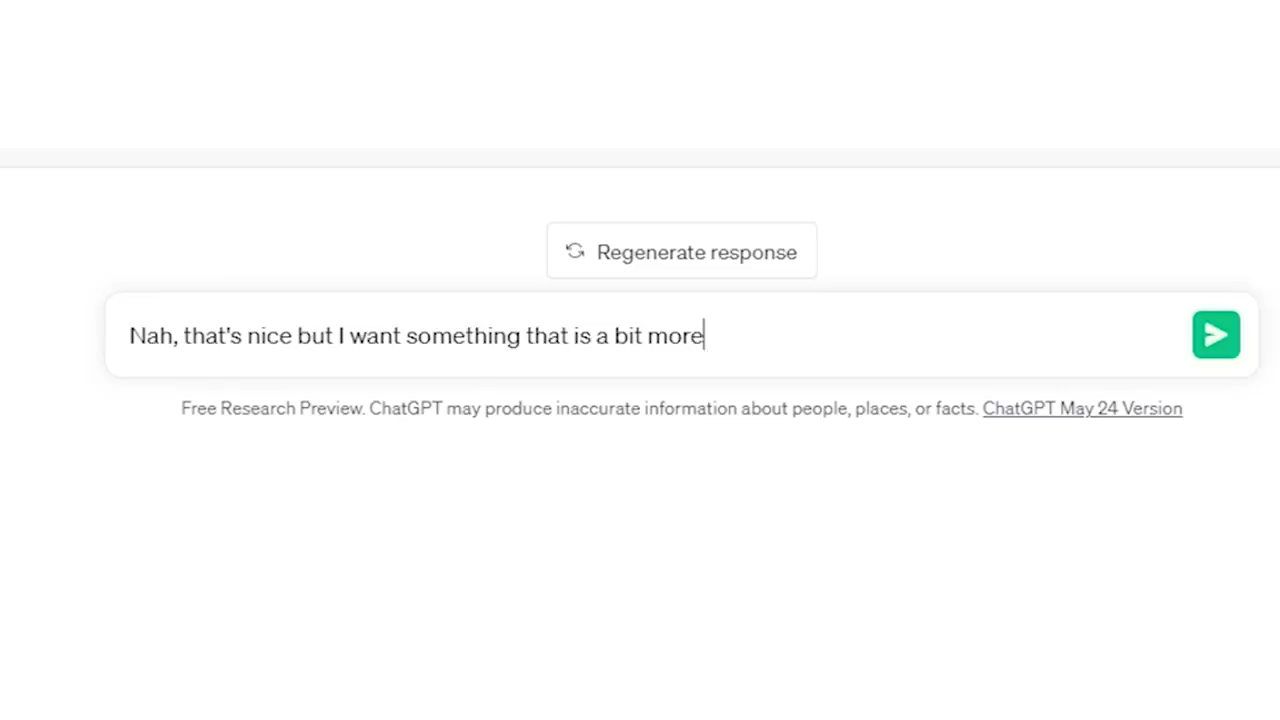 Regenerate response
Nah, that's nice but I want something that is a bit more
Free Research Preview. ChatGPT may produce inaccurate information about people, places, or facts. ChatGPT May 24 Version